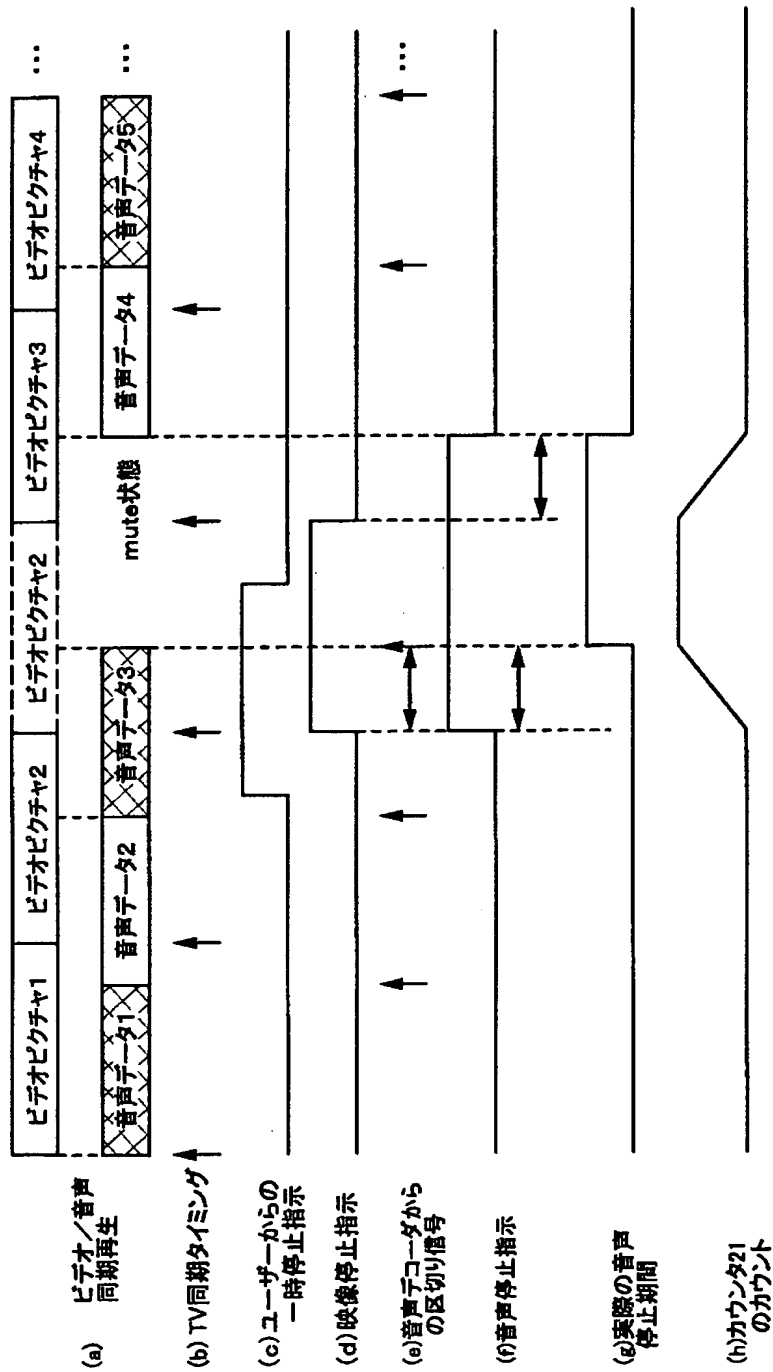 (a)
ビデオ／音声
同期再生
ビデオピクチャ1
ビデオピクチャ2
ビデオピクチャ2
ビデオピクチャ3
ビデオピクチャ4
…
音声データ1
音声データ2
音声データ3
mute状態
音声データ4
音声データ5
…
(b) TV同期タイミング
(c)ユーザーからの
一時停止指示
(d)映像停止指示
(e)音声デコーダから
の区切り信号
…
(f)音声停止指示
(g)実際の音声
停止期間
(h)カウンタ21
のカウント